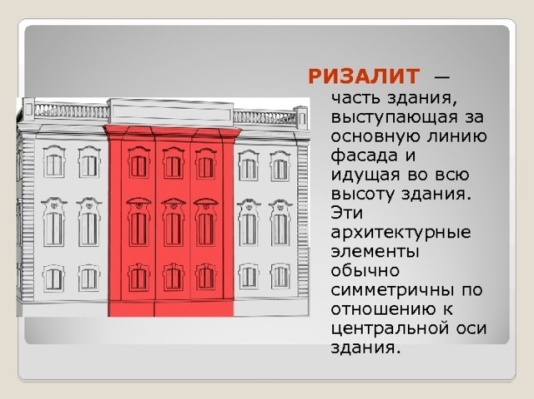 РИЗАЛИТ —
часть здания,
выступающая за
основную линию
фасада и
идущая во всю
высоту здания.
Эти
архитектурные
элементы
обычно
симметричны по
отношению к
центральной оси
здания.